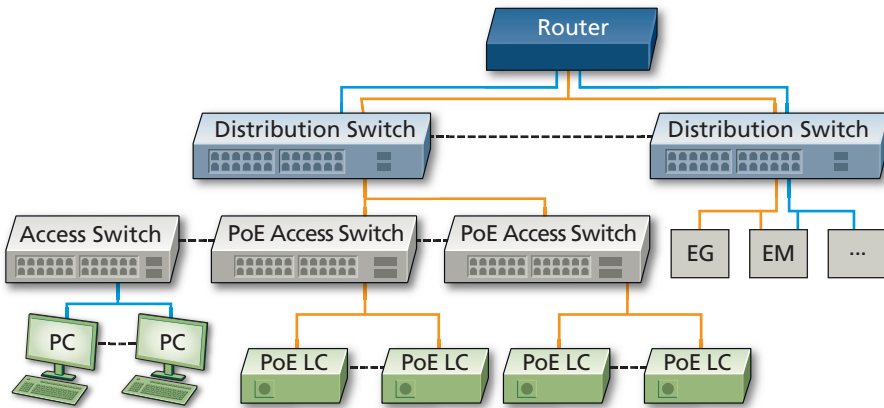 Router
Distribution Switch
Distribution Switch
Access Switch
PoE Access Switch
PoE Access Switch
EG
EM
...
PC
PC
PoE LC
PoE LC
PoE LC
PoE LC